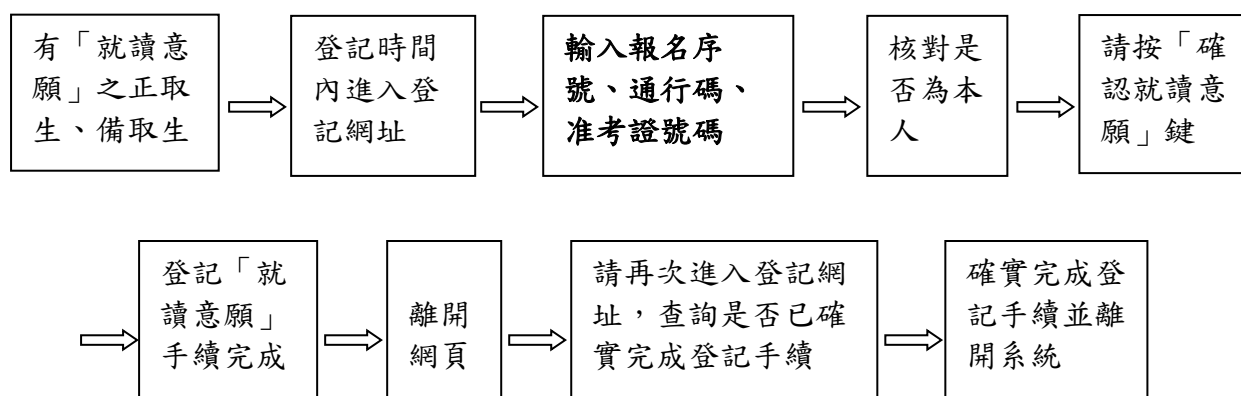 有「就讀意
願」之正取
生、備取生
登記時間
內進入登
記網址
輸入報名序
號、通行碼、
准考證號碼
核對是
否為本
人
請按「確
認就讀意
願」鍵
登記「就
讀意願」
手續完成
離開
網頁
請再次進入登記網
址，查詢是否已確
實完成登記手續
確實完成登
記手續並離
開系統